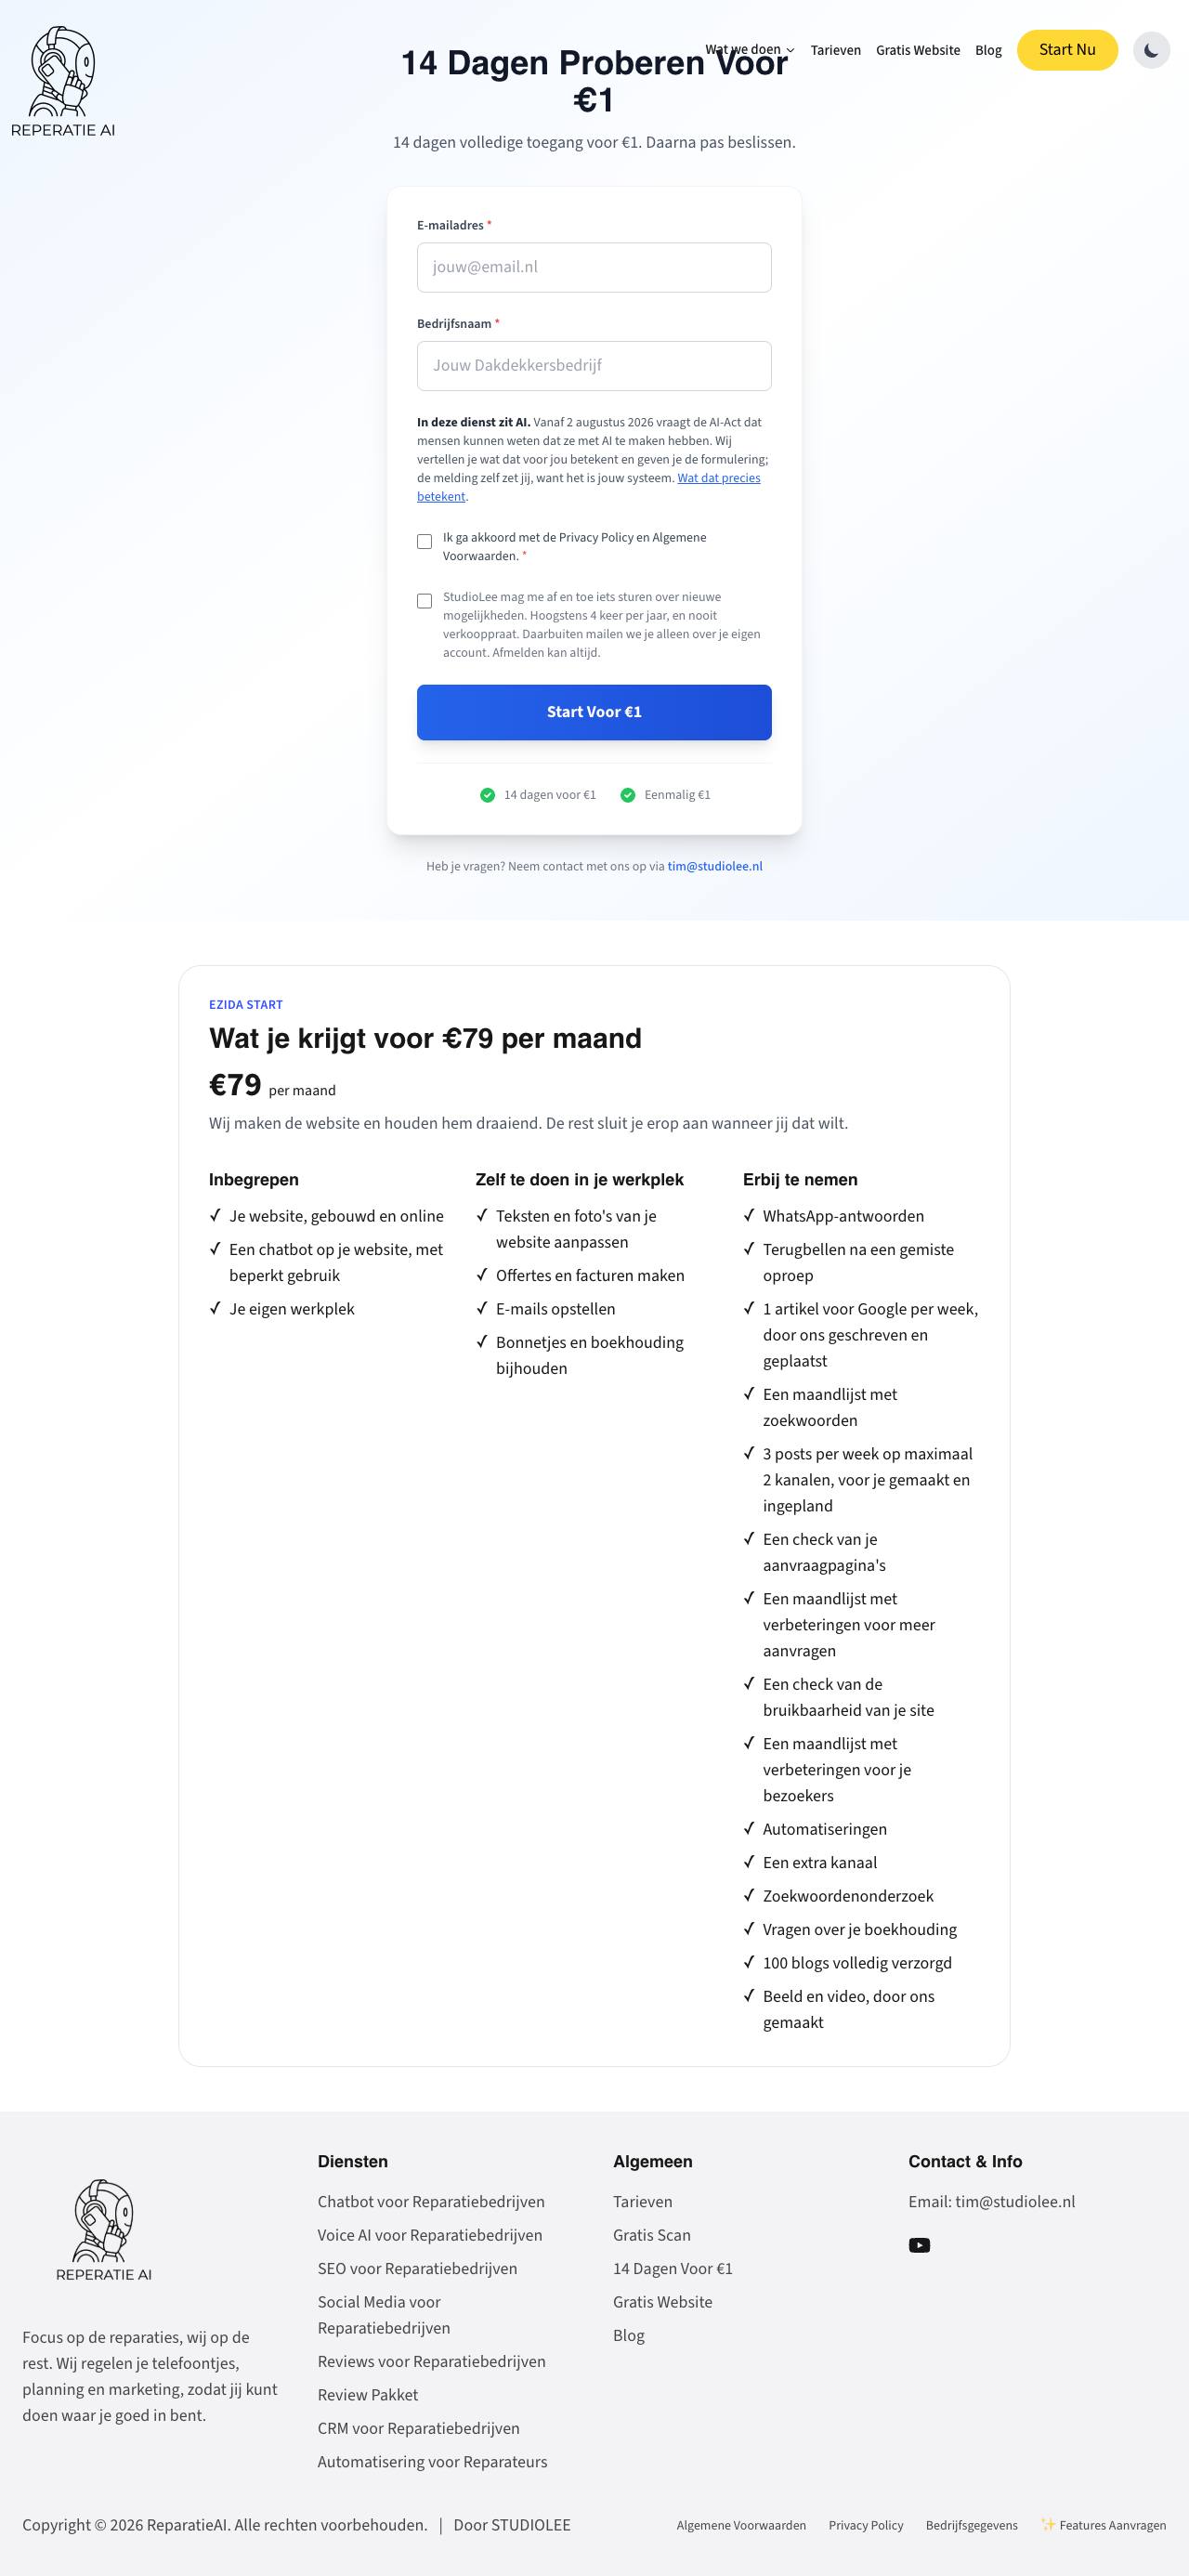 REPERATIE AI
Wat we doen
Tarieven
Gratis Website
Blog
Start Nu
14 Dagen Proberen Voor
€1
14 dagen volledige toegang voor €1. Daarna pas beslissen.
E-mailadres *
jouw@email.nl
Bedrijfsnaam *
Jouw Dakdekkersbedrijf
In deze dienst zit AI. Vanaf 2 augustus 2026 vraagt de AI-Act dat
mensen kunnen weten dat ze met AI te maken hebben. Wij
vertellen je wat dat voor jou betekent en geven je de formulering;
de melding zelf zet jij, want het is jouw systeem. Wat dat precies
betekent.
Ik ga akkoord met de Privacy Policy en Algemene
Voorwaarden. *
StudioLee mag me af en toe iets sturen over nieuwe
mogelijkheden. Hoogstens 4 keer per jaar, en nooit
verkooppraat. Daarbuiten mailen we je alleen over je eigen
account. Afmelden kan altijd.
Start Voor €1
14 dagen voor €1
Eenmalig €1
Heb je vragen? Neem contact met ons op via tim@studiolee.nl
EZIDA START
Wat je krijgt voor €79 per maand
€79 per maand
Wij maken de website en houden hem draaiend. De rest sluit je erop aan wanneer jij dat wilt.
Inbegrepen
✓ Je website, gebouwd en online
✓ Een chatbot op je website, met
beperkt gebruik
✓ Je eigen werkplek
Zelf te doen in je werkplek
✓ Teksten en foto's van je
website aanpassen
✓ Offertes en facturen maken
✓ E-mails opstellen
✓ Bonnetjes en boekhouding
bijhouden
Erbij te nemen
✓ WhatsApp-antwoorden
✓ Terugbellen na een gemiste
oproep
✓ 1 artikel voor Google per week,
door ons geschreven en
geplaatst
✓ Een maandlijst met
zoekwoorden
✓ 3 posts per week op maximaal
2 kanalen, voor je gemaakt en
ingepland
✓ Een check van je
aanvraagpagina's
✓ Een maandlijst met
verbeteringen voor meer
aanvragen
✓ Een check van de
bruikbaarheid van je site
✓ Een maandlijst met
verbeteringen voor je
bezoekers
✓ Automatiseringen
✓ Een extra kanaal
✓ Zoekwoordenonderzoek
✓ Vragen over je boekhouding
✓ 100 blogs volledig verzorgd
✓ Beeld en video, door ons
gemaakt
REPERATIE AI
Focus op de reparaties, wij op de
rest. Wij regelen je telefoontjes,
planning en marketing, zodat jij kunt
doen waar je goed in bent.
Diensten
Chatbot voor Reparatiebedrijven
Voice AI voor Reparatiebedrijven
SEO voor Reparatiebedrijven
Social Media voor
Reparatiebedrijven
Reviews voor Reparatiebedrijven
Review Pakket
CRM voor Reparatiebedrijven
Automatisering voor Reparateurs
Algemeen
Tarieven
Gratis Scan
14 Dagen Voor €1
Gratis Website
Blog
Contact & Info
Email: tim@studiolee.nl
Copyright © 2026 ReparatieAI. Alle rechten voorbehouden. | Door STUDIOLEE
Algemene Voorwaarden
Privacy Policy
Bedrijfsgegevens
✨ Features Aanvragen